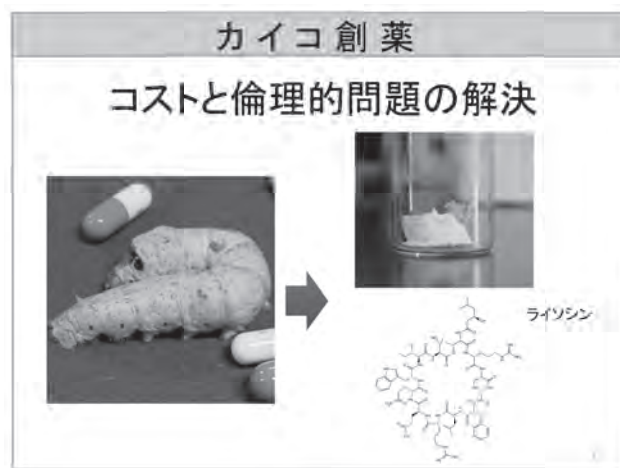 カイコ創薬
コストと倫理的問題の解決
ライソシン